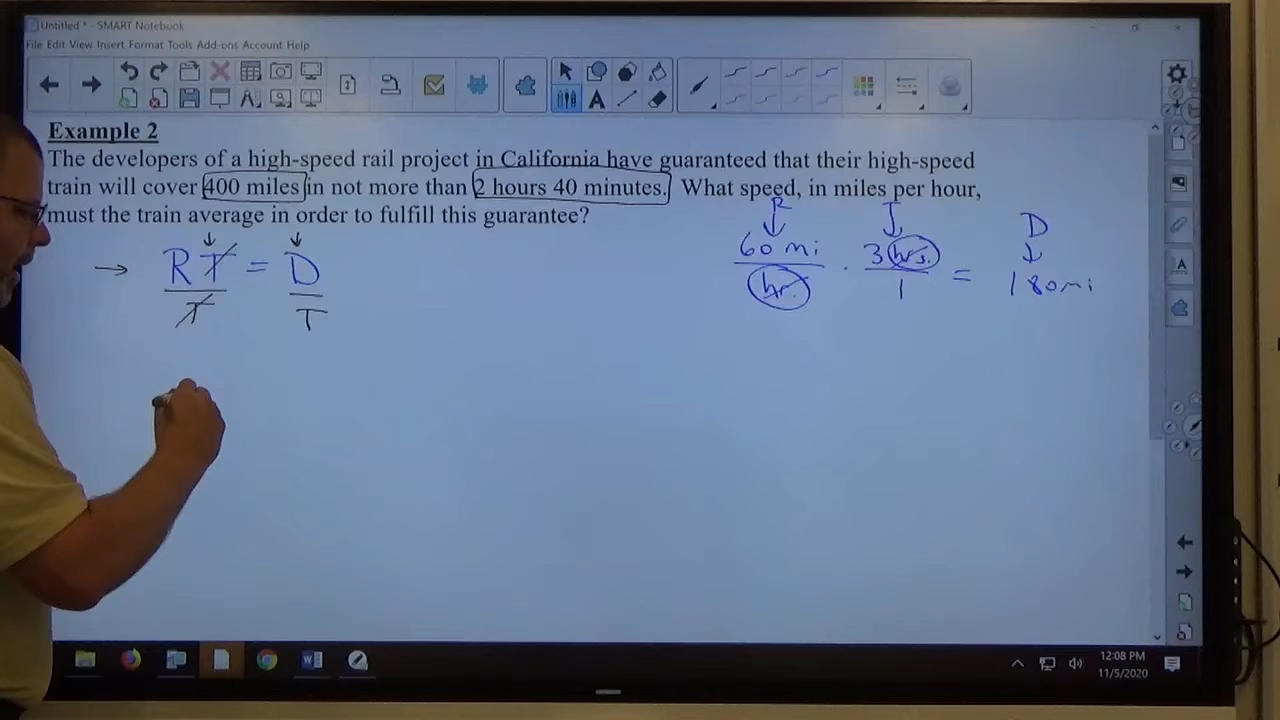 Untitled * - SMART Notebook
File Edit View Insert Format Tools Add-ons Account Help
Example 2
The developers of a high-speed rail project in California have guaranteed that their high-speed
train will cover 400 miles in not more than 2 hours 40 minutes. What speed, in miles per hour,
must the train average in order to fulfill this guarantee?
R T = D
T T
R T D
60 mi 3 hrs.
hr. · 1 = 180 mi
12:08 PM
11/5/2020